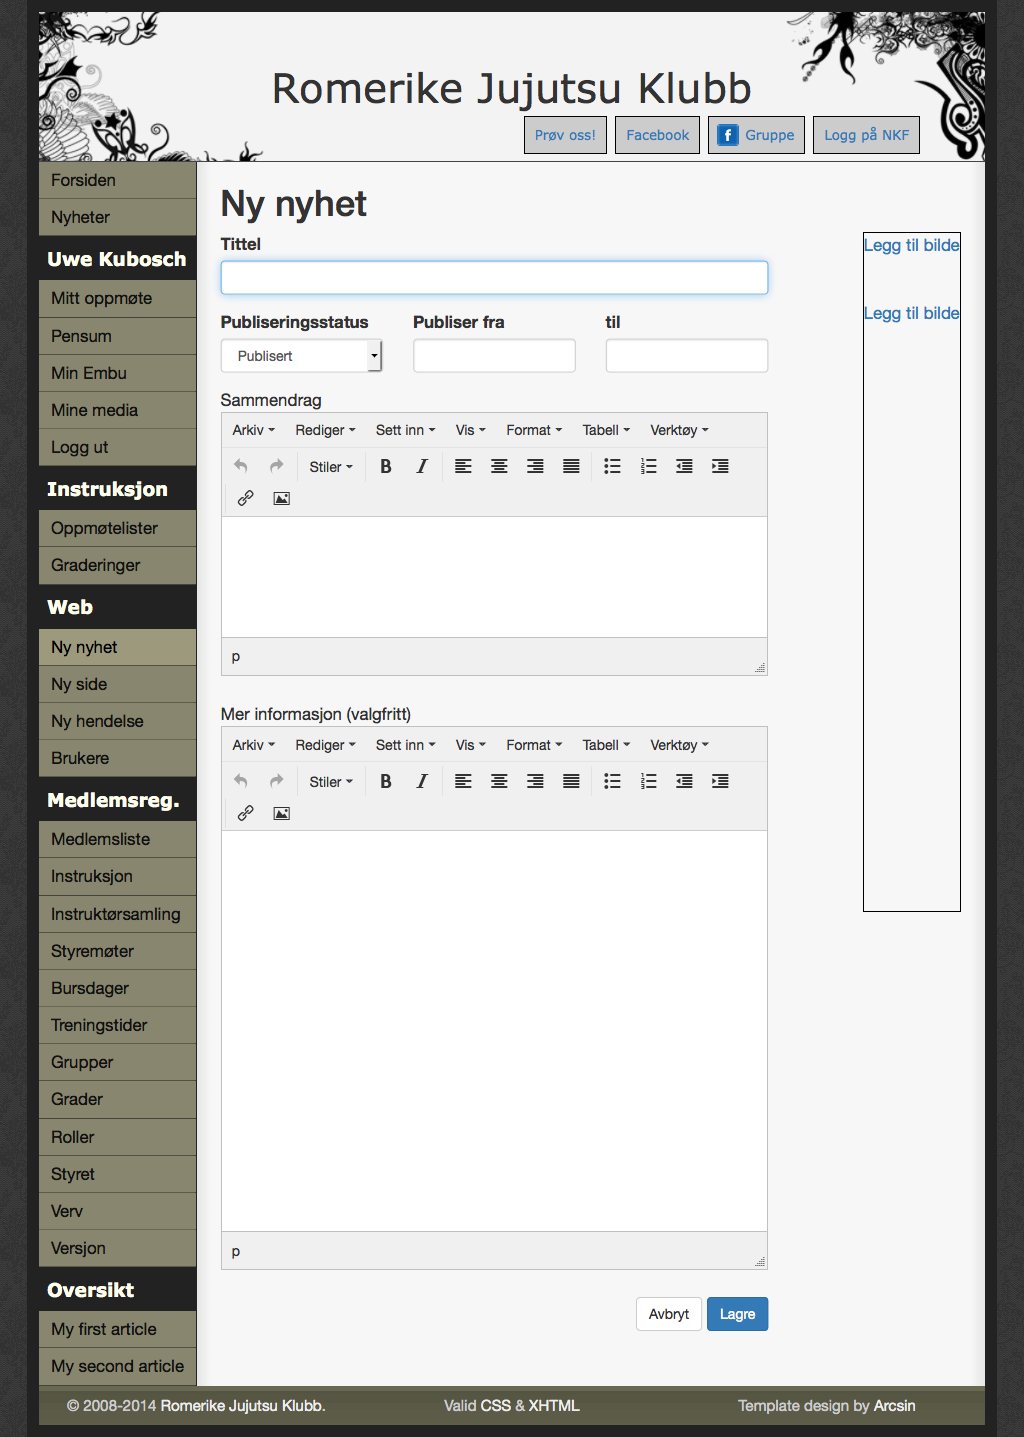 Romerike Jujutsu Klubb
Prøv oss!
Facebook
f Gruppe
Logg på NKF
Forsiden
Nyheter
Uwe Kubosch
Mitt oppmøte
Pensum
Min Embu
Mine media
Logg ut
Instruksjon
Oppmøtelister
Graderinger
Web
Ny nyhet
Ny side
Ny hendelse
Brukere
Medlemsreg.
Medlemsliste
Instruksjon
Instruktørsamling
Styremøter
Bursdager
Treningstider
Grupper
Grader
Roller
Styret
Verv
Versjon
Oversikt
My first article
My second article
Ny nyhet
Tittel
Publiseringsstatus Publiser fra til
Publisert
Sammendrag
Arkiv Rediger Sett inn Vis Format Tabell Verktøy
Stiler B I
p
Mer informasjon (valgfritt)
Arkiv Rediger Sett inn Vis Format Tabell Verktøy
Stiler B I
p
Avbryt Lagre
Legg til bilde
Legg til bilde
© 2008-2014 Romerike Jujutsu Klubb.
Valid CSS & XHTML
Template design by Arcsin